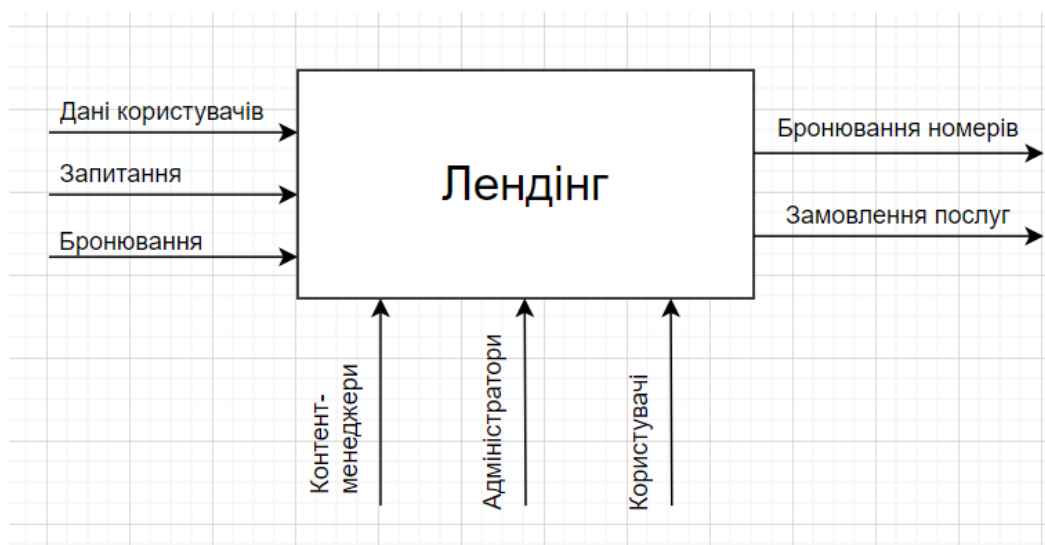 Дані користувачів
Запитання
Бронювання
Лендінг
Бронювання номерів
Замовлення послуг
Контент-
менеджери
Адміністратори
Користувачі